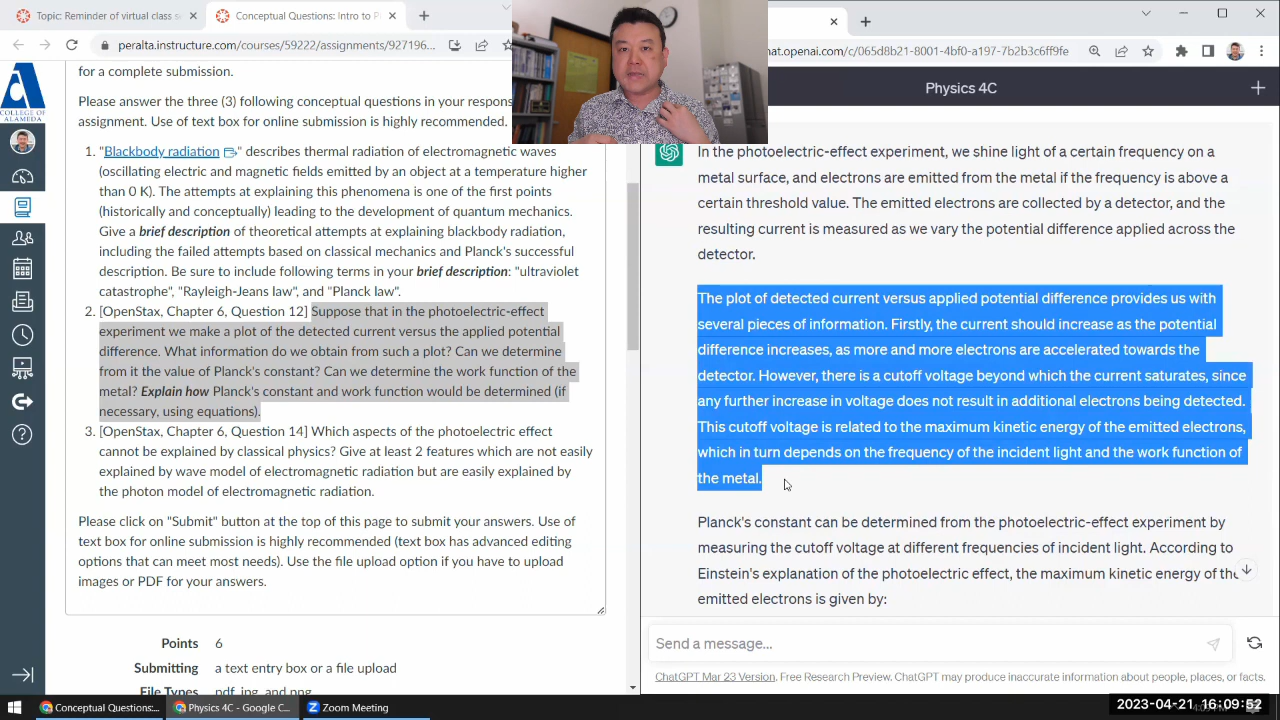 Topic: Reminder of virtual class s
Conceptual Questions: Intro to P
peralta.instructure.com/courses/59222/assignments/927196...
hat.openai.com/c/065d8b21-8001-4bf0-a197-7b2b3c6ff9fe
COLLEGE OF
ALAMEDA
for a complete submission.
Please answer the three (3) following conceptual questions in your respon
assignment. Use of text box for online submission is highly recommended.
1. "Blackbody radiation " describes thermal radiation of electromagnetic waves
(oscillating electric and magnetic fields emitted by an object at a temperature higher
than 0 K). The attempts at explaining this phenomena is one of the first points
(historically and conceptually) leading to the development of quantum mechanics.
Give a brief description of theoretical attempts at explaining blackbody radiation,
including the failed attempts based on classical mechanics and Planck's successful
description. Be sure to include following terms in your brief description: "ultraviolet
catastrophe", "Rayleigh-Jeans law", and "Planck law".
2. [OpenStax, Chapter 6, Question 12] Suppose that in the photoelectric-effect
experiment we make a plot of the detected current versus the applied potential
difference. What information do we obtain from such a plot? Can we determine
from it the value of Planck's constant? Can we determine the work function of the
metal? Explain how Planck's constant and work function would be determined (if
necessary, using equations).
3. [OpenStax, Chapter 6, Question 14] Which aspects of the photoelectric effect
cannot be explained by classical physics? Give at least 2 features which are not easily
explained by wave model of electromagnetic radiation but are easily explained by
the photon model of electromagnetic radiation.
Please click on "Submit" button at the top of this page to submit your answers. Use of
text box for online submission is highly recommended (text box has advanced editing
options that can meet most needs). Use the file upload option if you have to upload
images or PDF for your answers.
Points 6
Submitting a text entry box or a file upload
File Types pdf, jpg, and png
Physics 4C
In the photoelectric-effect experiment, we shine light of a certain frequency on a
metal surface, and electrons are emitted from the metal if the frequency is above a
certain threshold value. The emitted electrons are collected by a detector, and the
resulting current is measured as we vary the potential difference applied across the
detector.
The plot of detected current versus applied potential difference provides us with
several pieces of information. Firstly, the current should increase as the potential
difference increases, as more and more electrons are accelerated towards the
detector. However, there is a cutoff voltage beyond which the current saturates, since
any further increase in voltage does not result in additional electrons being detected.
This cutoff voltage is related to the maximum kinetic energy of the emitted electrons,
which in turn depends on the frequency of the incident light and the work function of
the metal.
Planck's constant can be determined from the photoelectric-effect experiment by
measuring the cutoff voltage at different frequencies of incident light. According to
Einstein's explanation of the photoelectric effect, the maximum kinetic energy of the
emitted electrons is given by:
Send a message...
ChatGPT Mar 23 Version. Free Research Preview. ChatGPT may produce inaccurate information about people, places, or facts.
Conceptual Questions:...
Physics 4C - Google C...
Zoom Meeting
2023-04-21 16:09:52